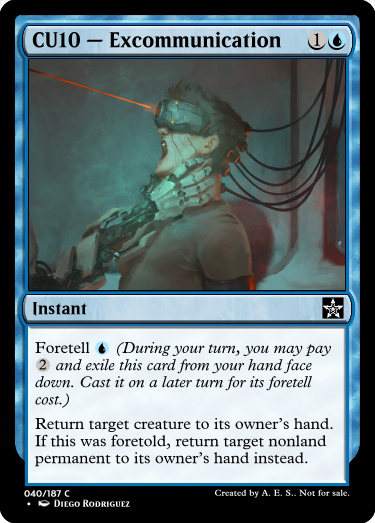 CU10 — Excommunication 1
Instant
Foretell (During your turn, you may pay
2 and exile this card from your hand face
down. Cast it on a later turn for its foretell
cost.)
Return target creature to its owner's hand.
If this was foretold, return target nonland
permanent to its owner's hand instead.
040/187 C
Created by A. E. S.. Not for sale.
• Diego Rodriguez